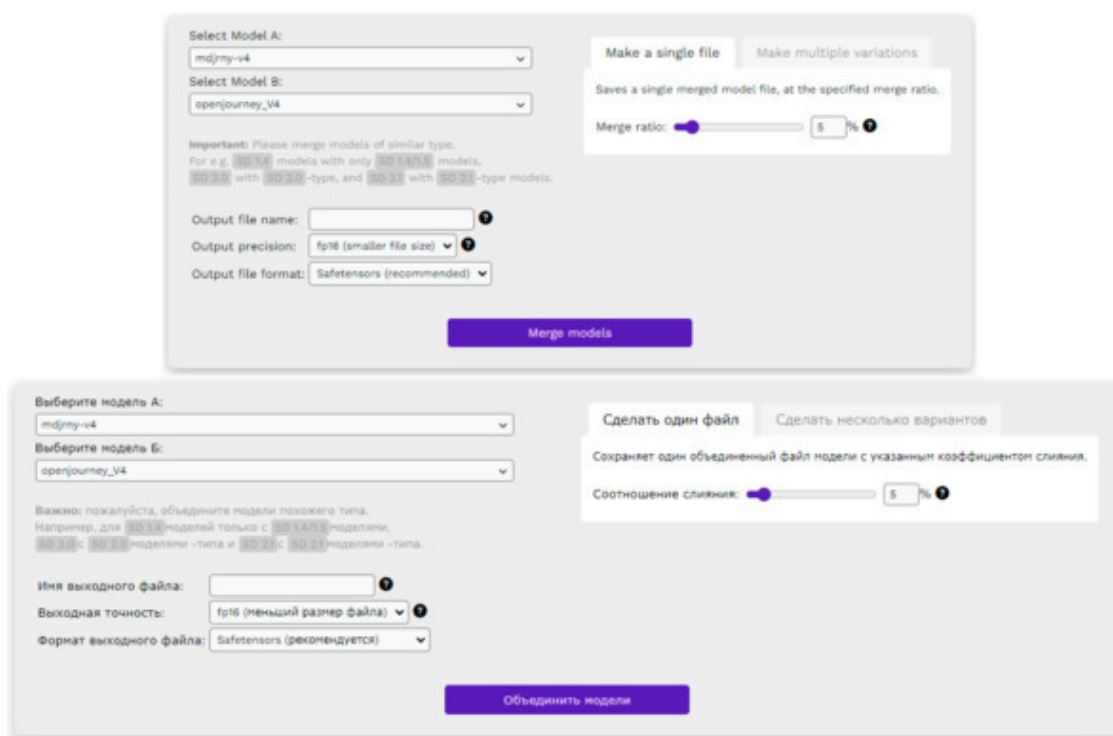 Select Model A:
mdjrny-v4
Select Model B:
openjourney_V4
Important: Please merge models of similar type.
For e.g. SD 1.4 models with only SD 1.4/1.5 models,
SD 2.0 with SD 2.0-type, and SD 2.1 with SD 2.1-type models.
Output file name:
Output precision: fp16 (smaller file size)
Output file format: Safetensors (recommended)
Make a single file Make multiple variations
Saves a single merged model file, at the specified merge ratio.
Merge ratio: 5 %
Merge models
Выберите модель А:
mdjrny-v4
Выберите модель Б:
openjourney_V4
Важно: пожалуйста, объедините модели похожего типа.
Например, для SD 1.4 моделей только с SD 1.4/1.5 моделями,
SD 2.0 с SD 2.0 моделями -типа и SD 2.1 с SD 2.1 моделями -типа.
Имя выходного файла:
Выходная точность: fp16 (меньший размер файла)
Формат выходного файла: Safetensors (рекомендуется)
Сделать один файл Сделать несколько вариантов
Сохраняет один объединенный файл модели с указанным коэффициентом слияния.
Соотношение слияния: 5 %
Объединить модели